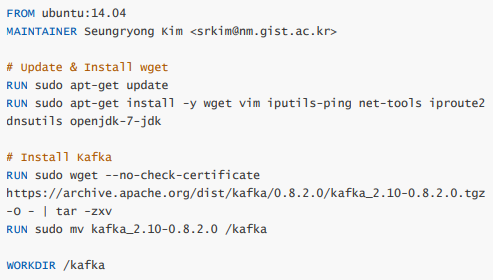 FROM ubuntu:14.04
MAINTAINER Seungryong Kim <srkim@nm.gist.ac.kr>
# Update & Install wget
RUN sudo apt-get update
RUN sudo apt-get install -y wget vim iputils-ping net-tools iproute2
dnsutils openjdk-7-jdk
# Install Kafka
RUN sudo wget --no-check-certificate
https://archive.apache.org/dist/kafka/0.8.2.0/kafka_2.10-0.8.2.0.tgz
-O - | tar -zxv
RUN sudo mv kafka_2.10-0.8.2.0 /kafka
WORKDIR /kafka